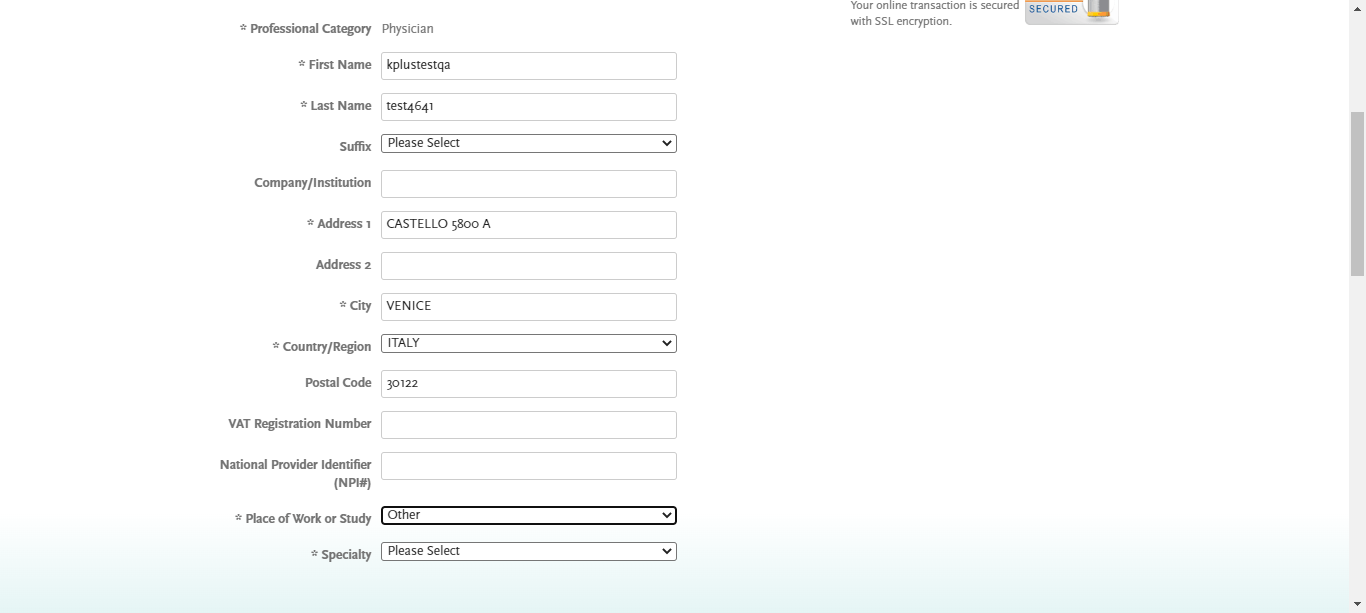 Your online transaction is secured
with SSL encryption.
SECURED
* Professional Category Physician
* First Name kplustestqa
* Last Name test4641
Suffix Please Select
Company/Institution
* Address 1 CASTELLO 5800 A
Address 2
* City VENICE
* Country/Region ITALY
Postal Code 30122
VAT Registration Number
National Provider Identifier
(NPI#)
* Place of Work or Study Other
* Specialty Please Select